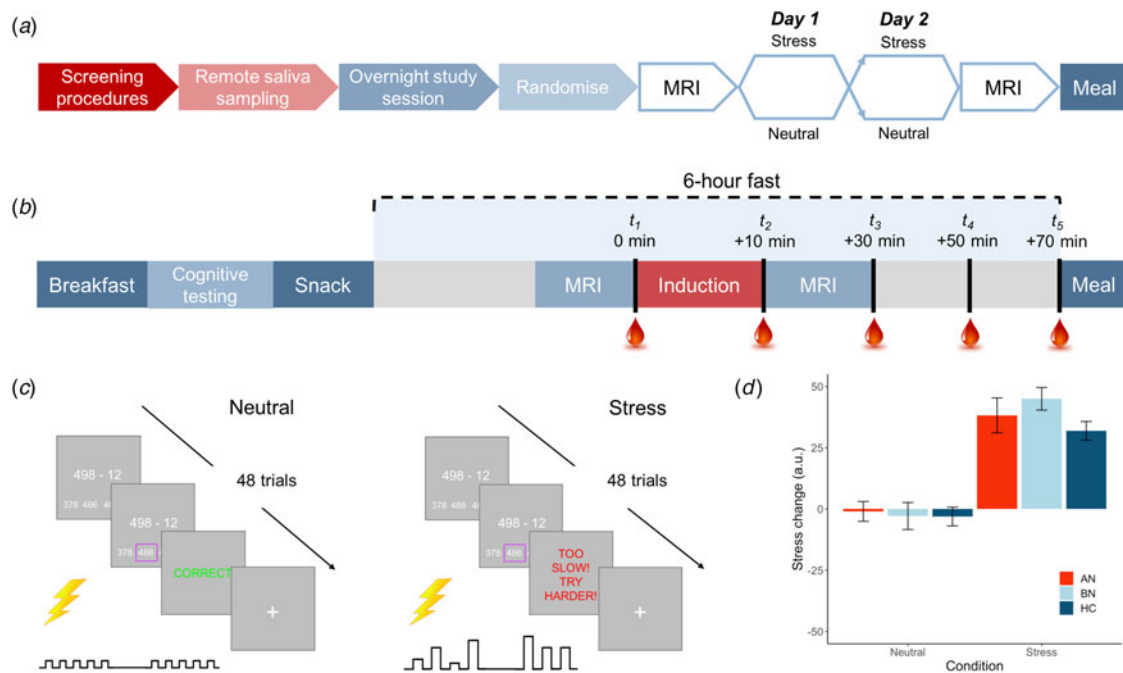 (a)
Day 1
Day 2
Stress
Stress
Screening
procedures
Remote saliva
sampling
Overnight study
session
Randomise
MRI
MRI
Meal
Neutral
Neutral
6-hour fast
(b)
t1
t2
t3
t4
t5
0 min
+10 min
+30 min
+50 min
+70 min
Breakfast
Cognitive
testing
Snack
MRI
Induction
MRI
Meal
(c)
Neutral
48 trials
498 - 12
378 486
498 - 12
378 486
CORRECT
+
Stress
48 trials
498 - 12
378 486
498 - 12
378 486
TOO
SLOW!
TRY
HARDER!
+
(d)
Stress change (a.u.)
50
25
0
-25
-50
AN
BN
HC
Neutral
Stress
Condition